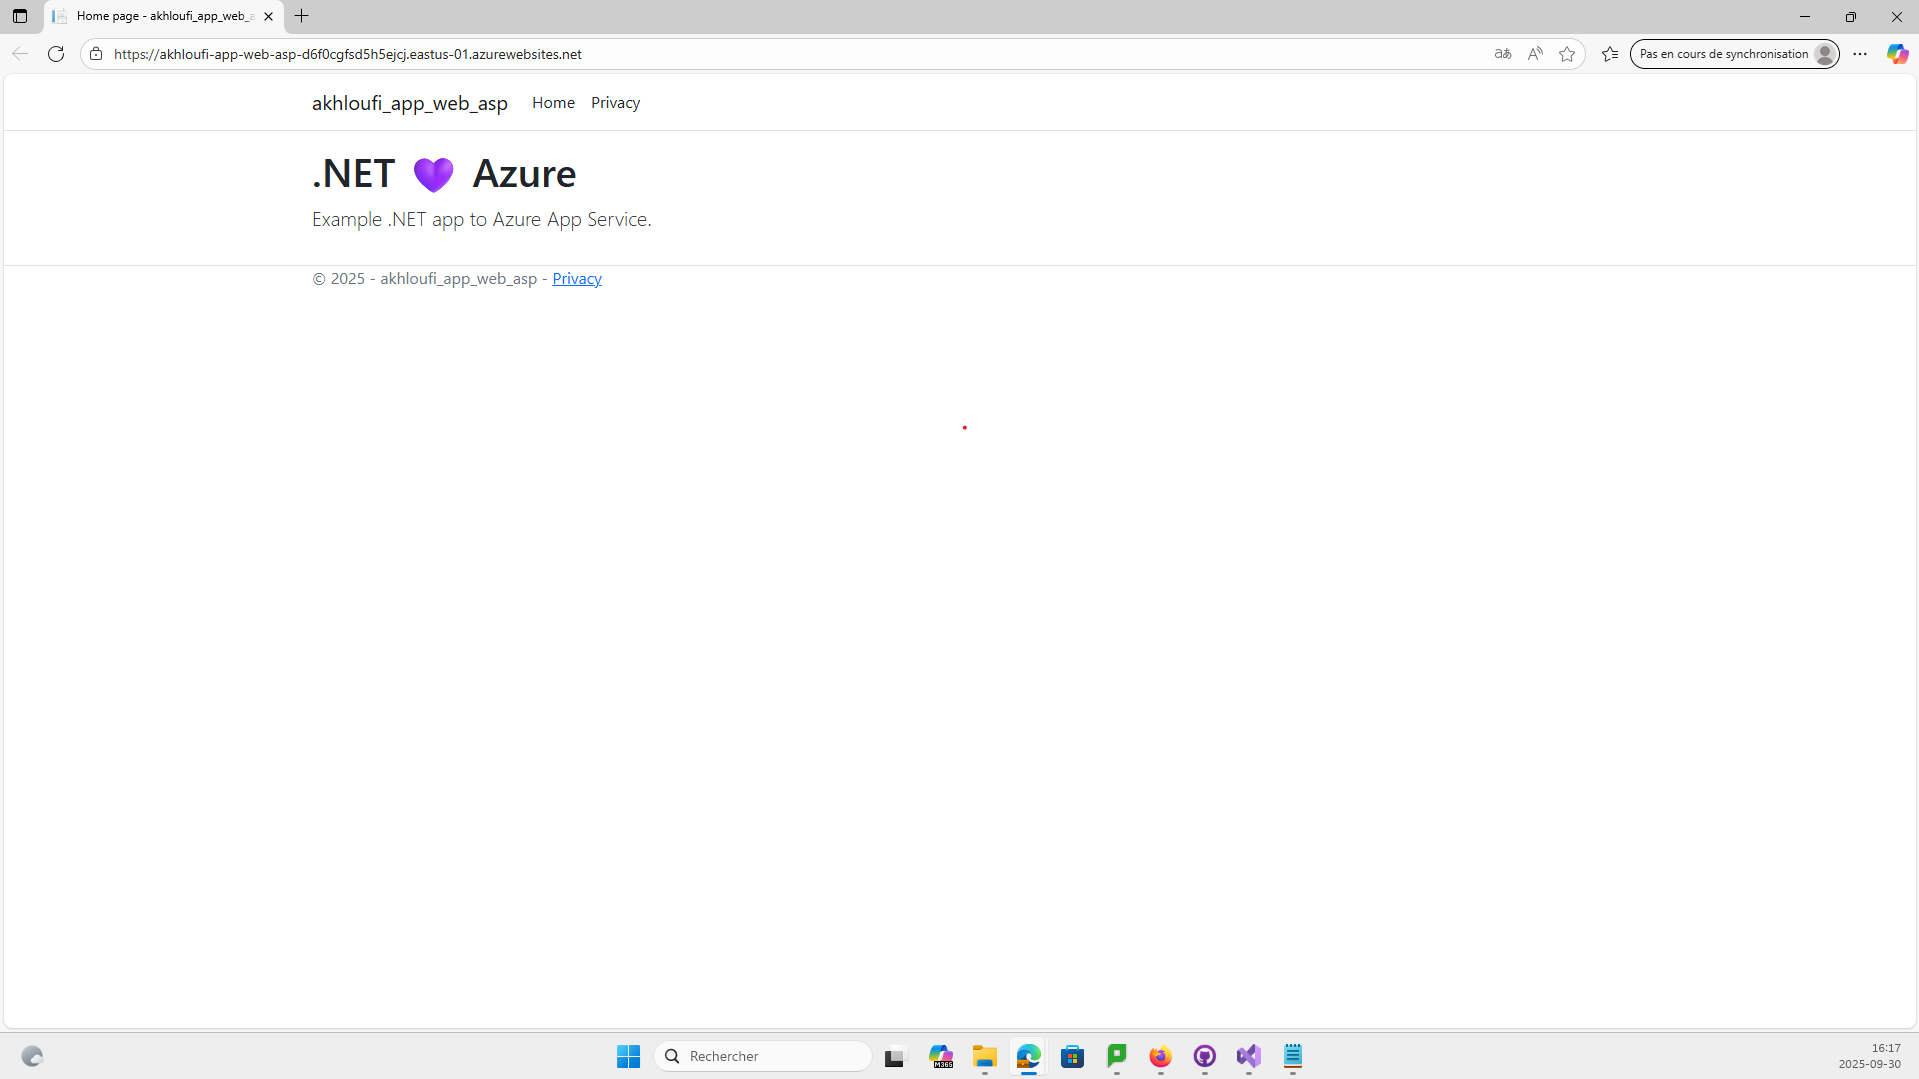 Home page - akhloufi_app_web_a
https://akhloufi-app-web-asp-d6f0cgfsd5h5ejcj.eastus-01.azurewebsites.net
Pas en cours de synchronisation
akhloufi_app_web_asp Home Privacy
.NET 💜 Azure
Example .NET app to Azure App Service.
© 2025 - akhloufi_app_web_asp - Privacy
Rechercher
M365
16:17
2025-09-30